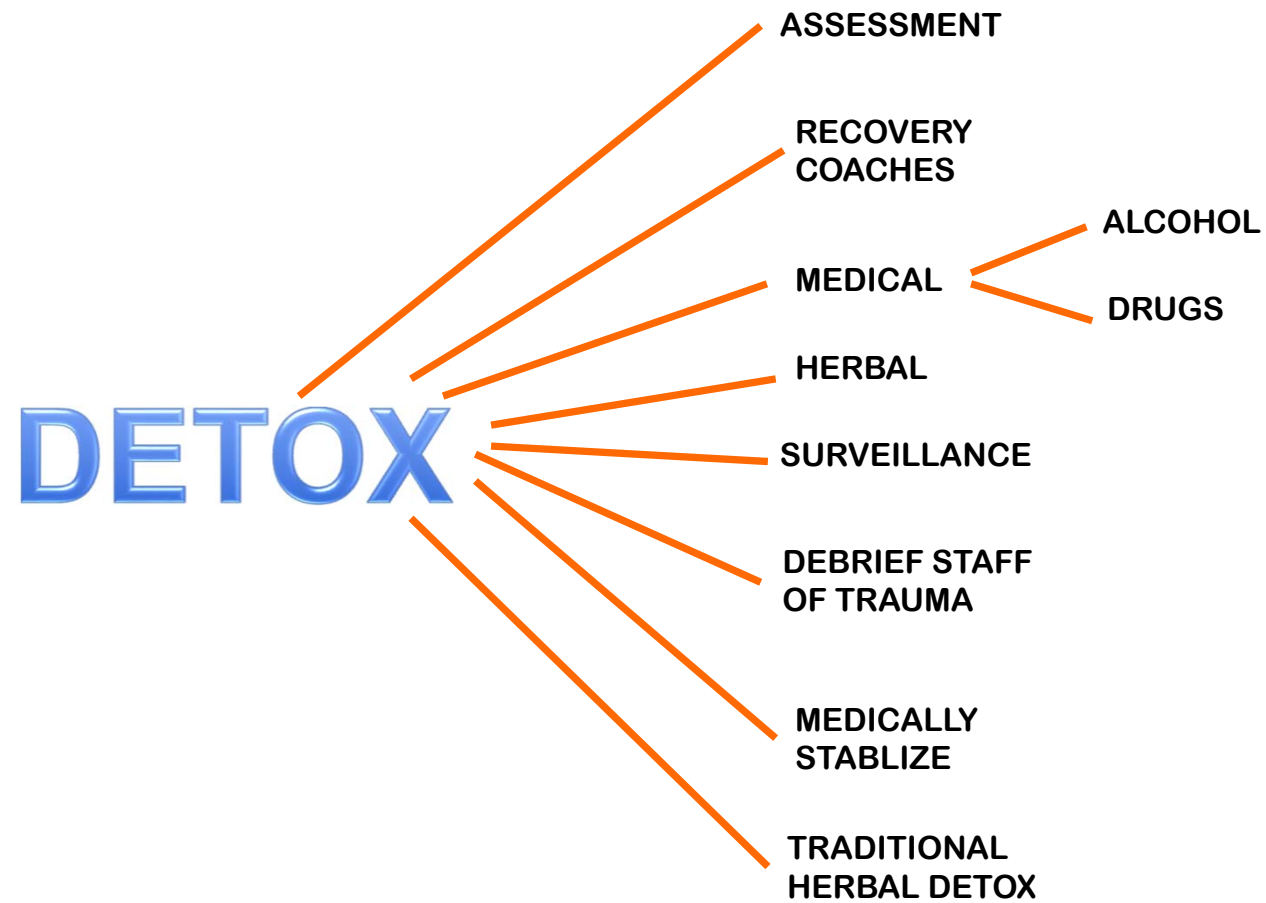 DETOX
ASSESSMENT
RECOVERY
COACHES
MEDICAL
ALCOHOL
DRUGS
HERBAL
SURVEILLANCE
DEBRIEF STAFF
OF TRAUMA
MEDICALLY
STABLIZE
TRADITIONAL
HERBAL DETOX